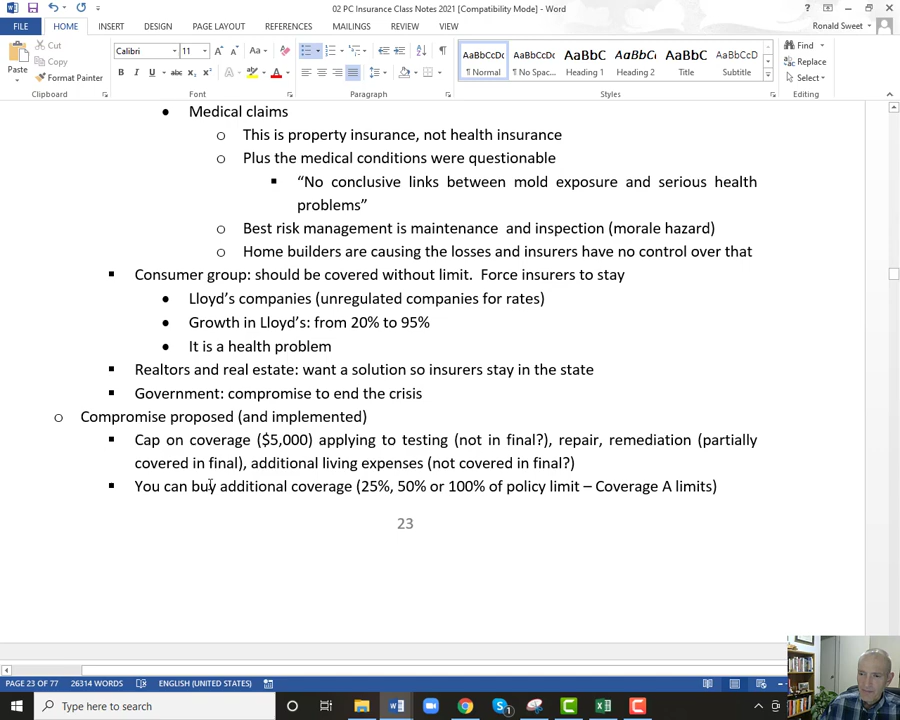 02 PC Insurance Class Notes 2021 [Compatibility Mode] - Word
FILE HOME INSERT DESIGN PAGE LAYOUT REFERENCES MAILINGS REVIEW VIEW Ronald Sweet
Paste
Cut
Copy
Format Painter
Calibri 11
AaBbCcDc AaBbCcDc AaBbC AaBbCc AaBbC AaBbCcD
¶ Normal ¶ No Spac... Heading 1 Heading 2 Title Subtitle
Find
Replace
Select
Clipboard Font Paragraph Styles Editing
• Medical claims
o This is property insurance, not health insurance
o Plus the medical conditions were questionable
▪ “No conclusive links between mold exposure and serious health
problems”
o Best risk management is maintenance and inspection (morale hazard)
o Home builders are causing the losses and insurers have no control over that
▪ Consumer group: should be covered without limit. Force insurers to stay
• Lloyd’s companies (unregulated companies for rates)
• Growth in Lloyd’s: from 20% to 95%
• It is a health problem
▪ Realtors and real estate: want a solution so insurers stay in the state
▪ Government: compromise to end the crisis
o Compromise proposed (and implemented)
▪ Cap on coverage ($5,000) applying to testing (not in final?), repair, remediation (partially
covered in final), additional living expenses (not covered in final?)
▪ You can buy additional coverage (25%, 50% or 100% of policy limit – Coverage A limits)
23
PAGE 23 OF 77 26314 WORDS ENGLISH (UNITED STATES)
Type here to search